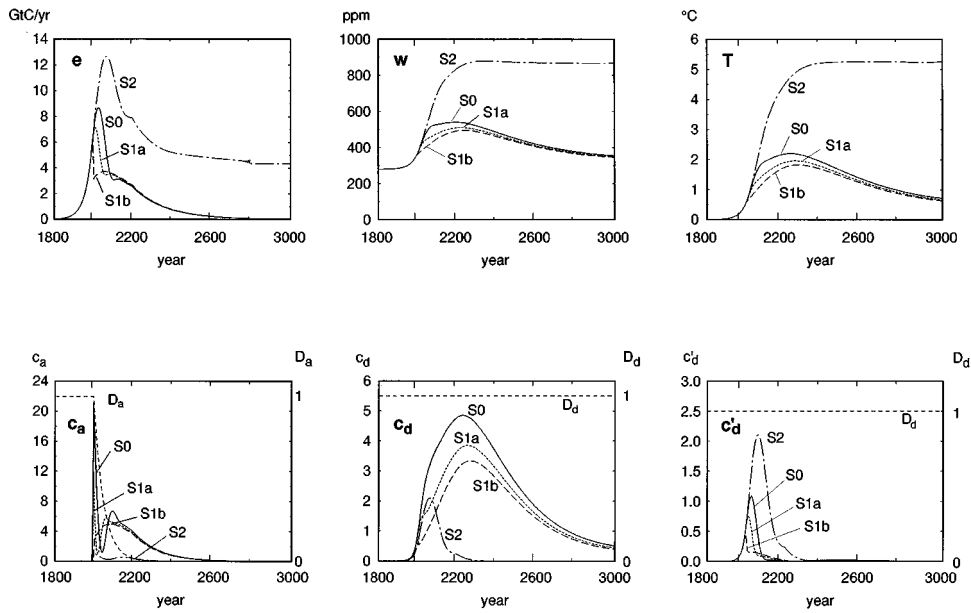 GtC/yr
14
12
10
8
6
4
2
0
e
S2
S0
S1a
S1b
1800 2200 2600 3000
year
ppm
1000
800
600
400
200
0
w
S2
S0
S1a
S1b
1800 2200 2600 3000
year
°C
6
5
4
3
2
1
0
T
S2
S0
S1a
S1b
1800 2200 2600 3000
year
c_a D_a
24
20
16
12
8
4
0
1
0
D_a
c_a
S0
S1a
S1b
S2
1800 2200 2600 3000
year
c_d D_d
6
5
4
3
2
1
0
1
0
D_d
c_d
S0
S1a
S1b
S2
1800 2200 2600 3000
year
c'_d D_d
3.0
2.5
2.0
1.5
1.0
0.5
0.0
1
0
D_d
c'_d
S2
S0
S1a
S1b
1800 2200 2600 3000
year